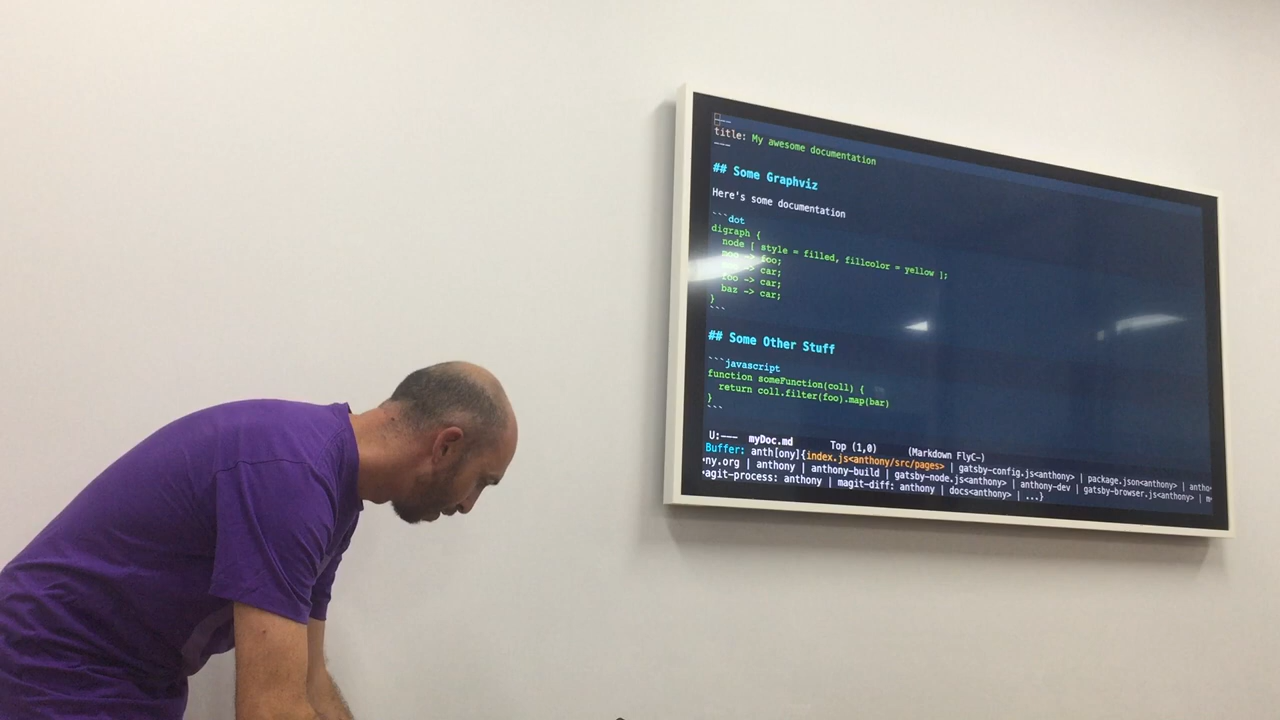 ---
title: My awesome documentation
---
## Some Graphviz
Here's some documentation
```dot
digraph {
node [ style = filled, fillcolor = yellow ];
-> foo;
-> car;
foo -> car;
baz -> car;
}
```
## Some Other Stuff
```javascript
function someFunction(coll) {
return coll.filter(foo).map(bar)
}
```
U:--- myDoc.md Top (1,0) (Markdown FlyC-)
Buffer: anth[ony]{index.js<anthony/src/pages> | gatsby-config.js<anthony> | package.json<anthony> | antho
ny.org | anthony | anthony-build | gatsby-node.js<anthony> | anthony-dev | gatsby-browser.js<anthony> | m
agit-process: anthony | magit-diff: anthony | docs<anthony> | ...}